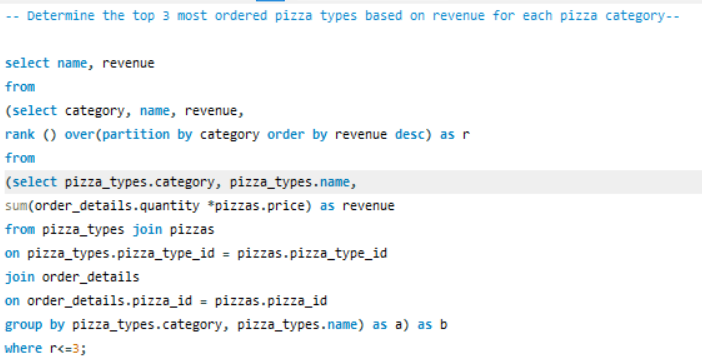 -- Determine the top 3 most ordered pizza types based on revenue for each pizza category--
select name, revenue
from
(select category, name, revenue,
rank () over(partition by category order by revenue desc) as r
from
(select pizza_types.category, pizza_types.name,
sum(order_details.quantity *pizzas.price) as revenue
from pizza_types join pizzas
on pizza_types.pizza_type_id = pizzas.pizza_type_id
join order_details
on order_details.pizza_id = pizzas.pizza_id
group by pizza_types.category, pizza_types.name) as a) as b
where r<=3;